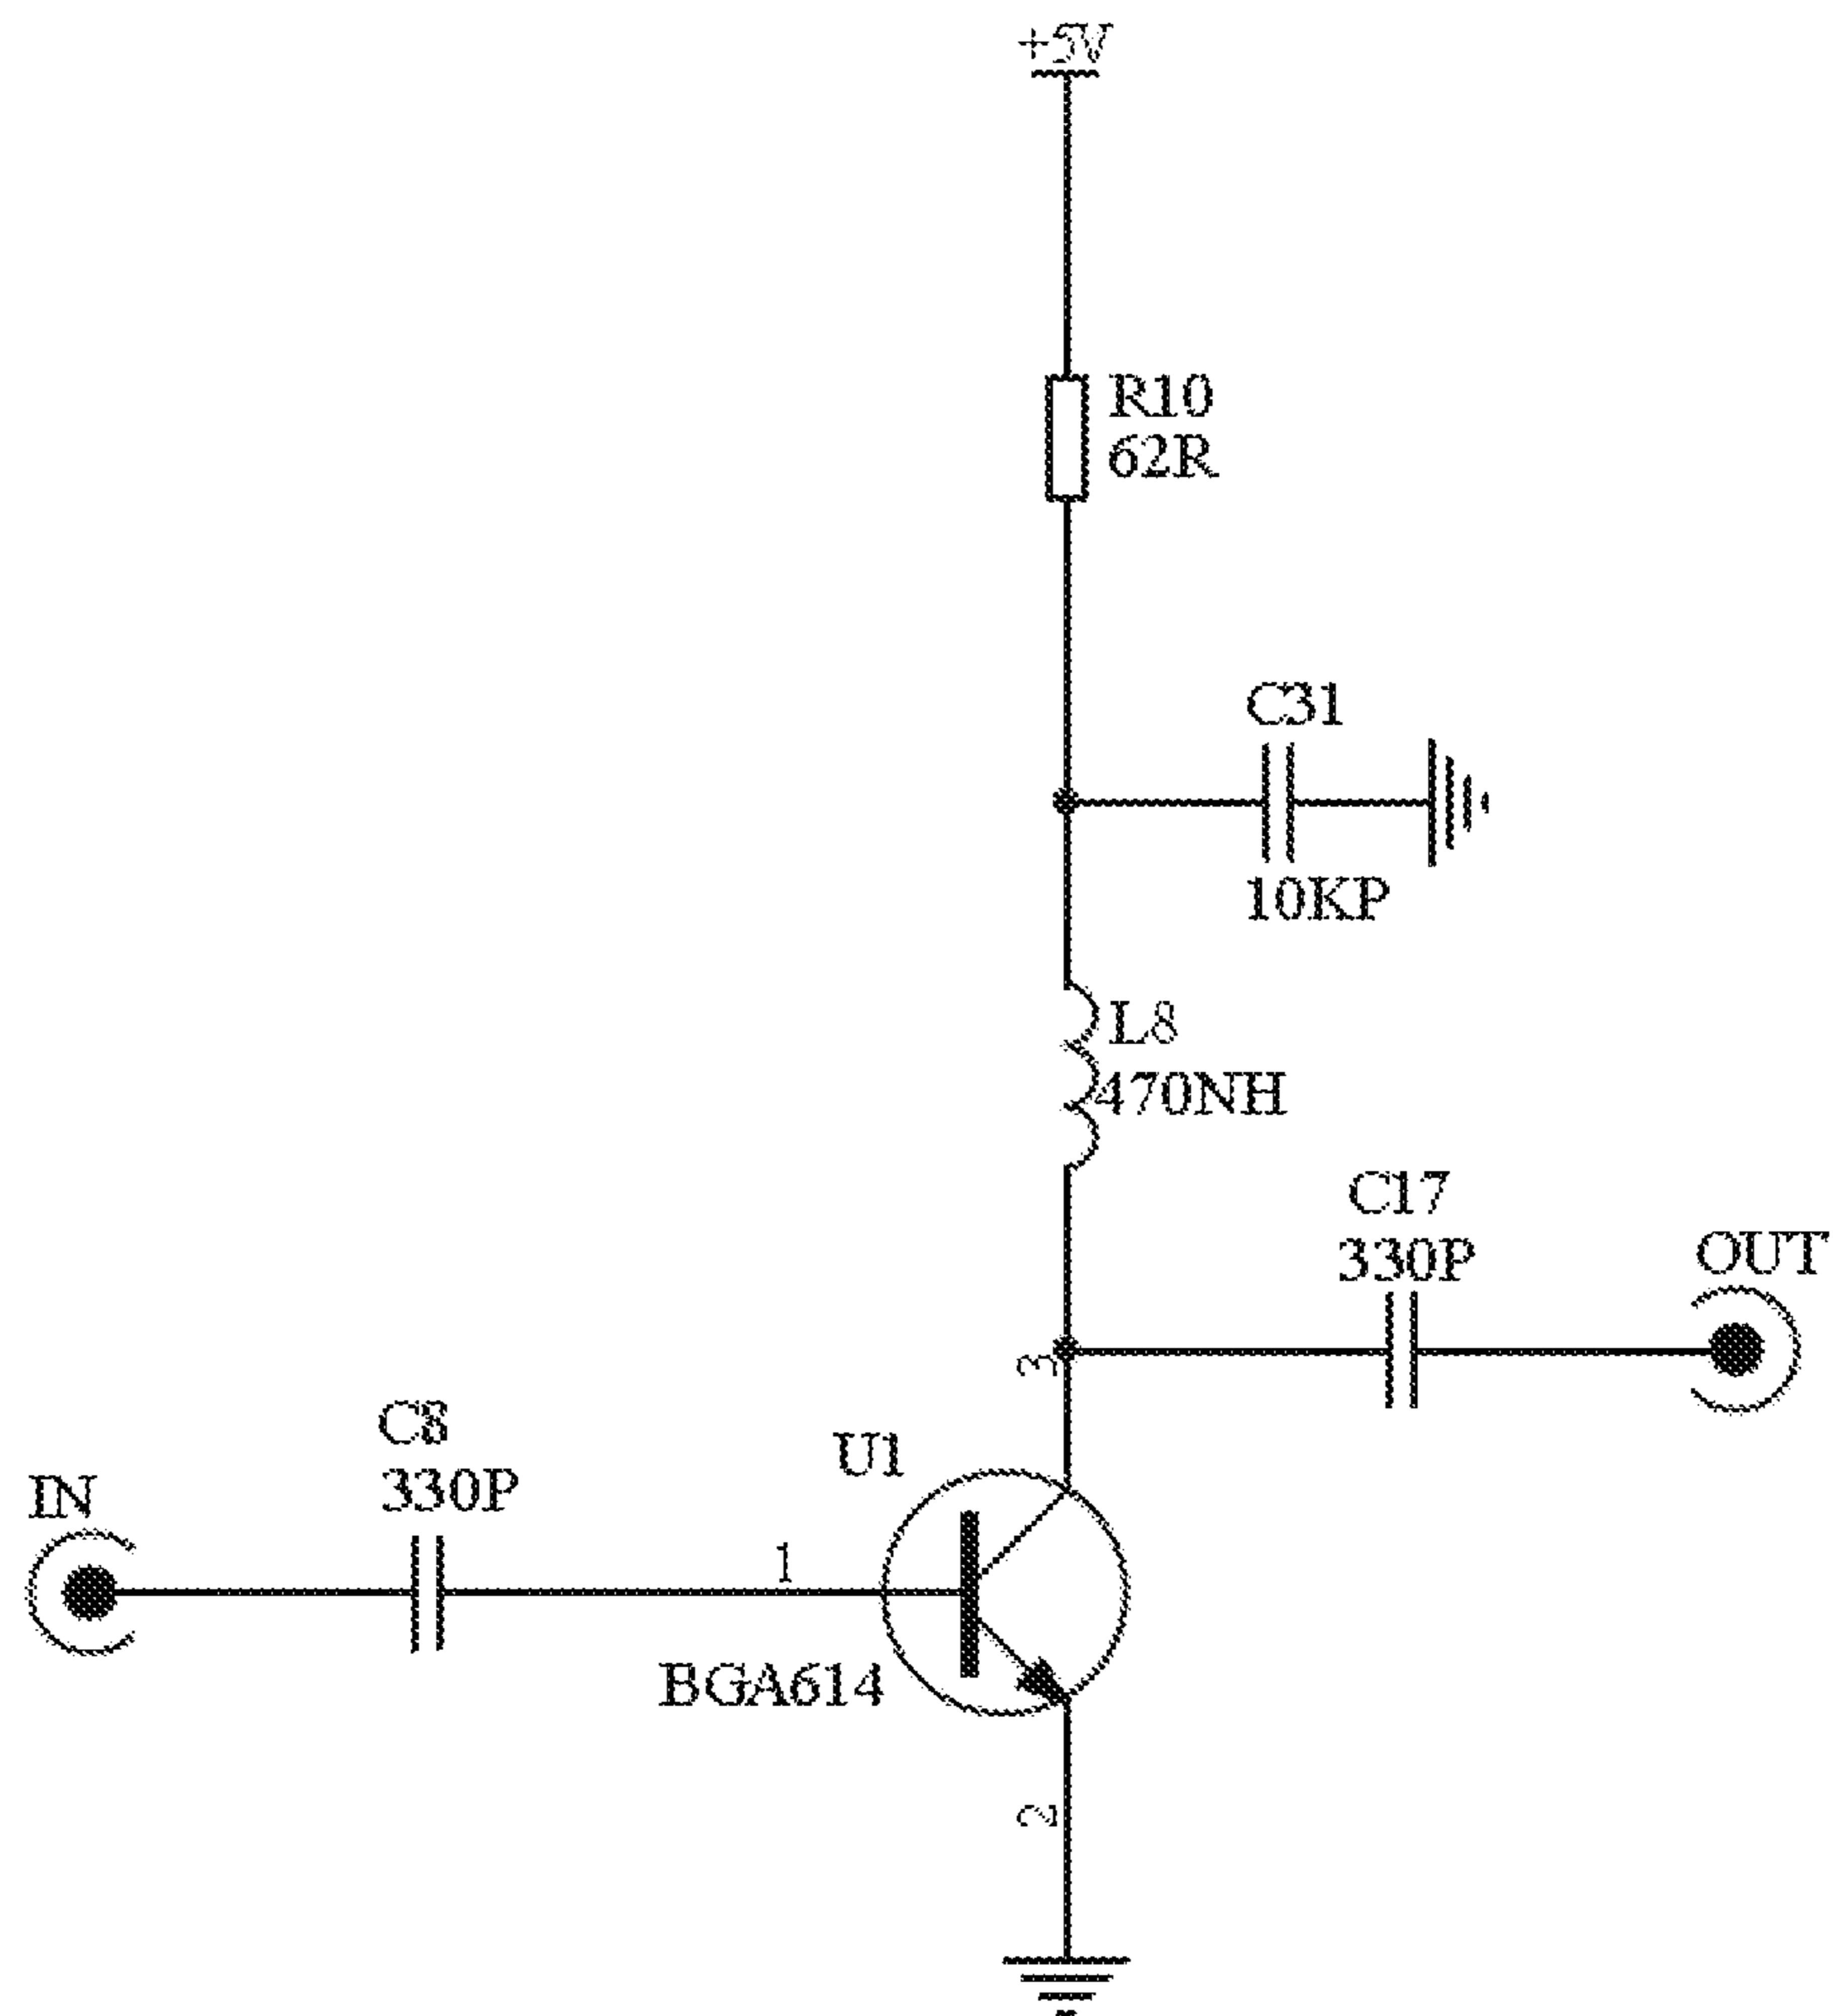 +5V
R10
62R
C31
10KP
L8
470NH
C17
330P
OUT
3
C8
330P
U1
IN
1
BGA614
2